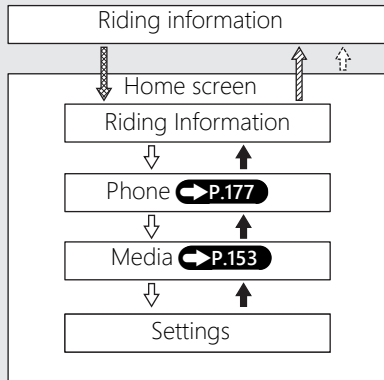 Riding information
Home screen
Riding Information
Phone P.177
Media P.153
Settings